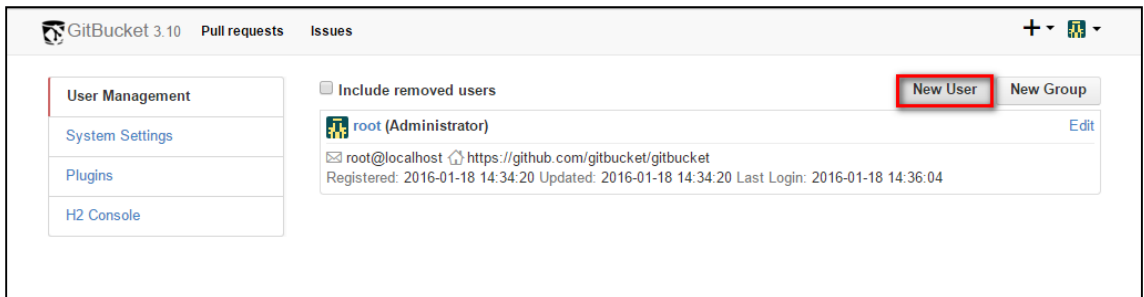 GitBucket 3.10 Pull requests Issues
User Management
System Settings
Plugins
H2 Console
Include removed users New User New Group
root (Administrator) Edit
root@localhost https://github.com/gitbucket/gitbucket
Registered: 2016-01-18 14:34:20 Updated: 2016-01-18 14:34:20 Last Login: 2016-01-18 14:36:04